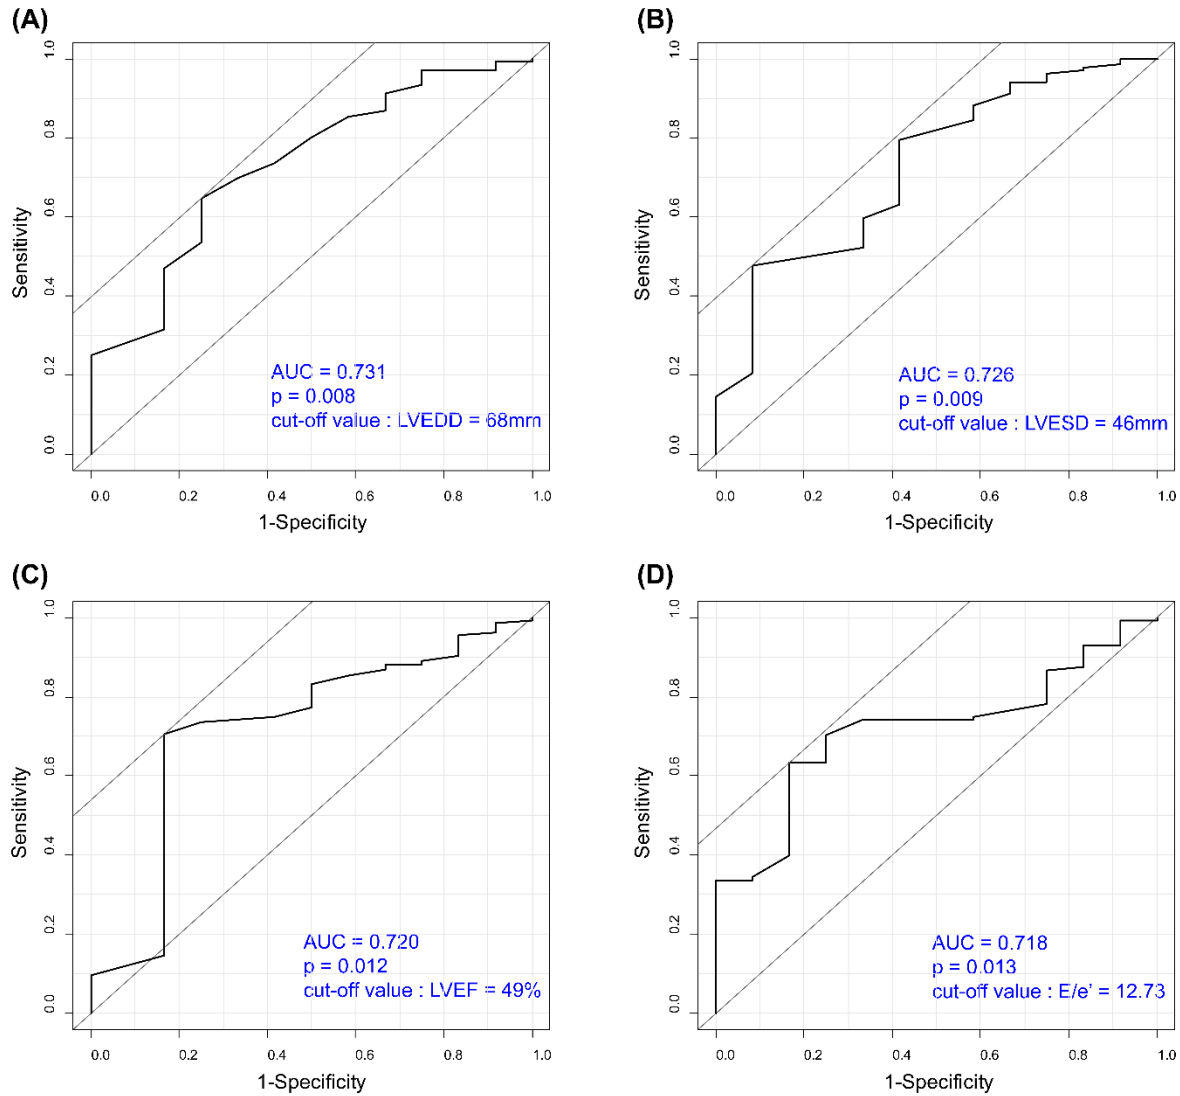 (A)
1.0
0.8
0.6
0.4
0.2
0.0
Sensitivity
AUC = 0.731
p = 0.008
cut-off value : LVEDD = 68mm
0.0 0.2 0.4 0.6 0.8 1.0
1-Specificity
(B)
1.0
0.8
0.6
0.4
0.2
0.0
Sensitivity
AUC = 0.726
p = 0.009
cut-off value : LVESD = 46mm
0.0 0.2 0.4 0.6 0.8 1.0
1-Specificity
(C)
1.0
0.8
0.6
0.4
0.2
0.0
Sensitivity
AUC = 0.720
p = 0.012
cut-off value : LVEF = 49%
0.0 0.2 0.4 0.6 0.8 1.0
1-Specificity
(D)
1.0
0.8
0.6
0.4
0.2
0.0
Sensitivity
AUC = 0.718
p = 0.013
cut-off value : E/e’ = 12.73
0.0 0.2 0.4 0.6 0.8 1.0
1-Specificity